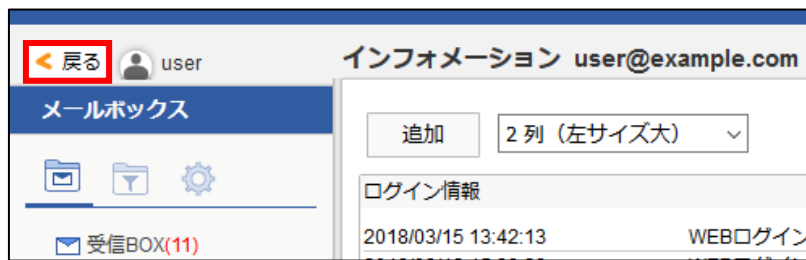 < 戻る user
インフォメーション user@example.com
メールボックス
追加 2 列（左サイズ大）
ログイン情報
受信BOX(11)
2018/03/15 13:42:13 WEBログイン